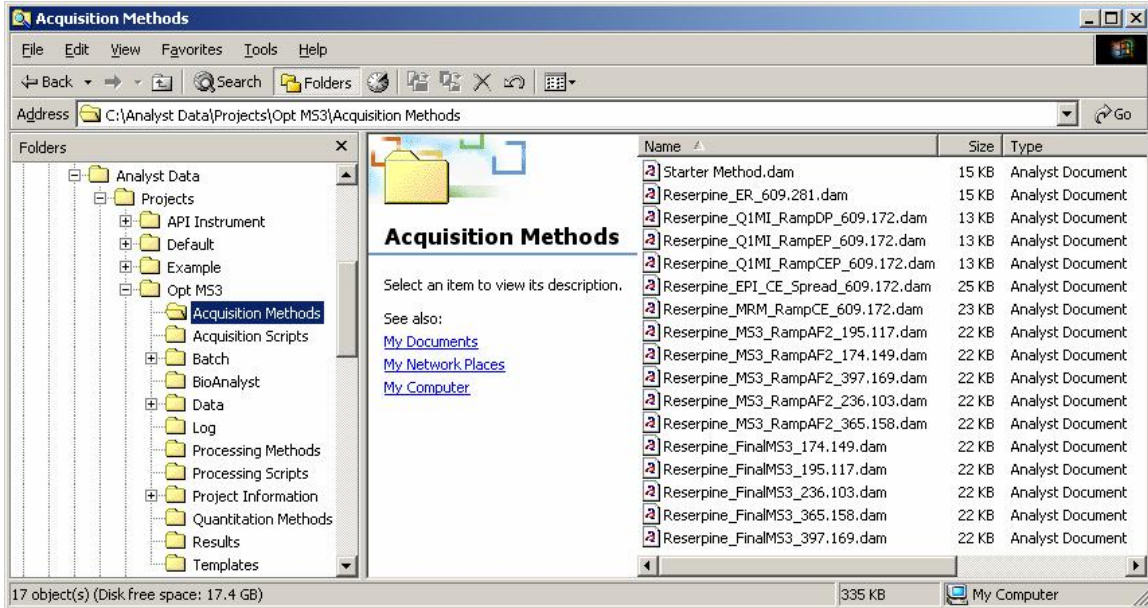 Acquisition Methods
File Edit View Favorites Tools Help
Back Search Folders
Address C:\Analyst Data\Projects\Opt MS3\Acquisition Methods Go
Folders
Analyst Data
Projects
API Instrument
Default
Example
Opt MS3
Acquisition Methods
Acquisition Scripts
Batch
BioAnalyst
Data
Log
Processing Methods
Processing Scripts
Project Information
Quantitation Methods
Results
Templates
Acquisition Methods
Select an item to view its description.
See also:
My Documents
My Network Places
My Computer
Name Size Type
Starter Method.dam 15 KB Analyst Document
Reserpine_ER_609.281.dam 15 KB Analyst Document
Reserpine_Q1MI_RampDP_609.172.dam 13 KB Analyst Document
Reserpine_Q1MI_RampEP_609.172.dam 13 KB Analyst Document
Reserpine_Q1MI_RampCEP_609.172.dam 13 KB Analyst Document
Reserpine_EPI_CE_Spread_609.172.dam 25 KB Analyst Document
Reserpine_MRM_RampCE_609.172.dam 23 KB Analyst Document
Reserpine_MS3_RampAF2_195.117.dam 22 KB Analyst Document
Reserpine_MS3_RampAF2_174.149.dam 22 KB Analyst Document
Reserpine_MS3_RampAF2_397.169.dam 22 KB Analyst Document
Reserpine_MS3_RampAF2_236.103.dam 22 KB Analyst Document
Reserpine_MS3_RampAF2_365.158.dam 22 KB Analyst Document
Reserpine_FinalMS3_174.149.dam 22 KB Analyst Document
Reserpine_FinalMS3_195.117.dam 22 KB Analyst Document
Reserpine_FinalMS3_236.103.dam 22 KB Analyst Document
Reserpine_FinalMS3_365.158.dam 22 KB Analyst Document
Reserpine_FinalMS3_397.169.dam 22 KB Analyst Document
17 object(s) (Disk free space: 17.4 GB) 335 KB My Computer